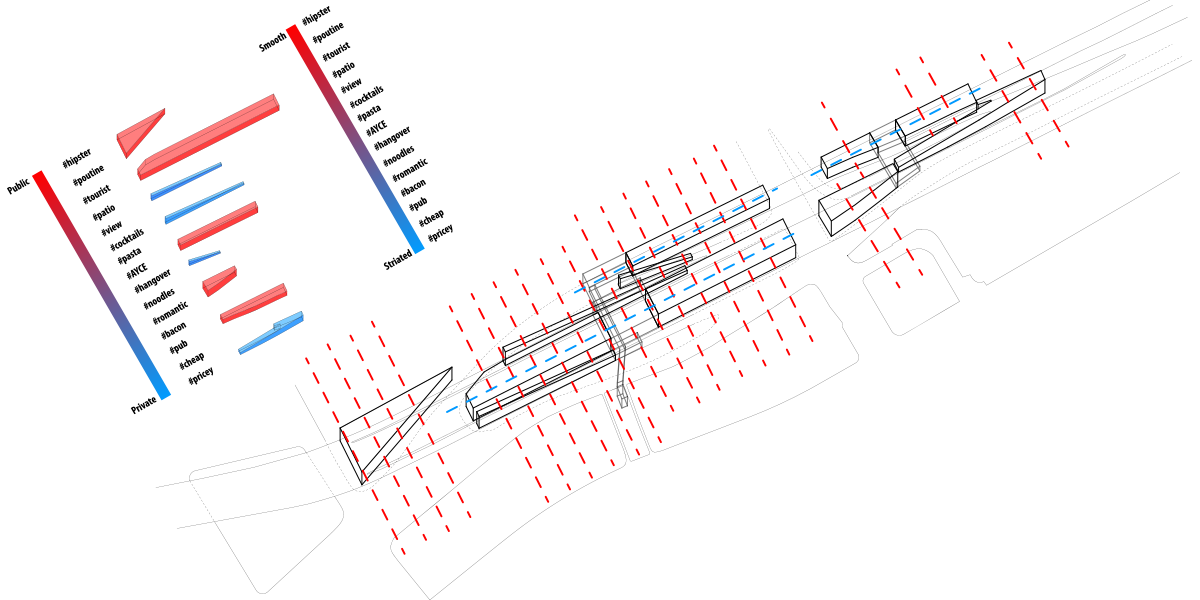 Public
#hipster
#poutine
#tourist
#patio
#view
#cocktails
#pasta
#AYCE
#hangover
#noodles
#romantic
#bacon
#pub
#cheap
#pricey
Private
Smooth
#hipster
#poutine
#tourist
#patio
#view
#cocktails
#pasta
#AYCE
#hangover
#noodles
#romantic
#bacon
#pub
#cheap
#pricey
Striated